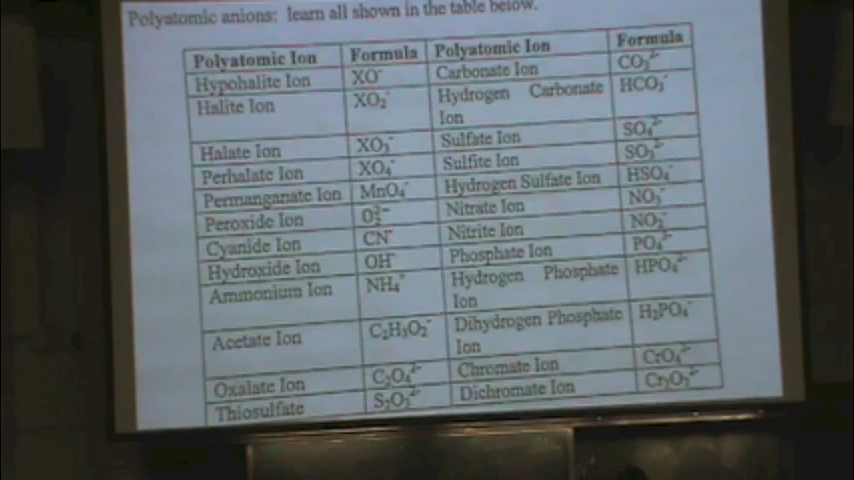 Polyatomic anions: learn all shown in the table below.
Polyatomic Ion Formula Polyatomic Ion Formula
Hypohalite Ion XO⁻ Carbonate Ion CO₃²⁻
Halite Ion XO₂⁻ Hydrogen Carbonate Ion HCO₃⁻
Halate Ion XO₃⁻ Sulfate Ion SO₄²⁻
Perhalate Ion XO₄⁻ Sulfite Ion SO₃²⁻
Permanganate Ion MnO₄⁻ Hydrogen Sulfate Ion HSO₄⁻
Peroxide Ion O₂²⁻ Nitrate Ion NO₃⁻
Cyanide Ion CN⁻ Nitrite Ion NO₂⁻
Hydroxide Ion OH⁻ Phosphate Ion PO₄³⁻
Ammonium Ion NH₄⁺ Hydrogen Phosphate Ion HPO₄²⁻
Acetate Ion C₂H₃O₂⁻ Dihydrogen Phosphate Ion H₂PO₄⁻
Oxalate Ion C₂O₄²⁻ Chromate Ion CrO₄²⁻
Thiosulfate S₂O₃²⁻ Dichromate Ion Cr₂O₇²⁻